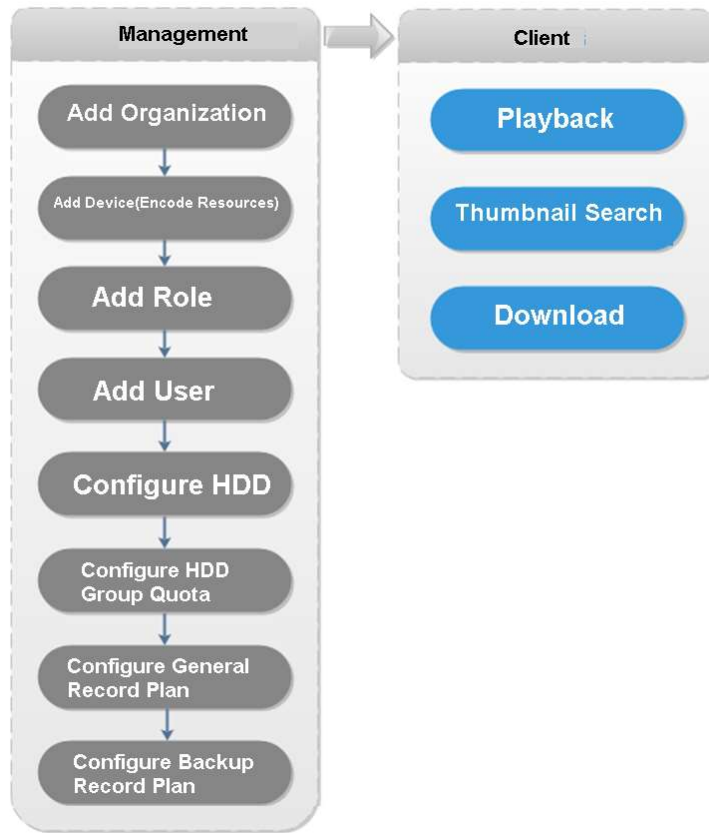 Management
Add Organization
Add Device(Encode Resources)
Add Role
Add User
Configure HDD
Configure HDD
Group Quota
Configure General
Record Plan
Configure Backup
Record Plan
Client
Playback
Thumbnail Search
Download